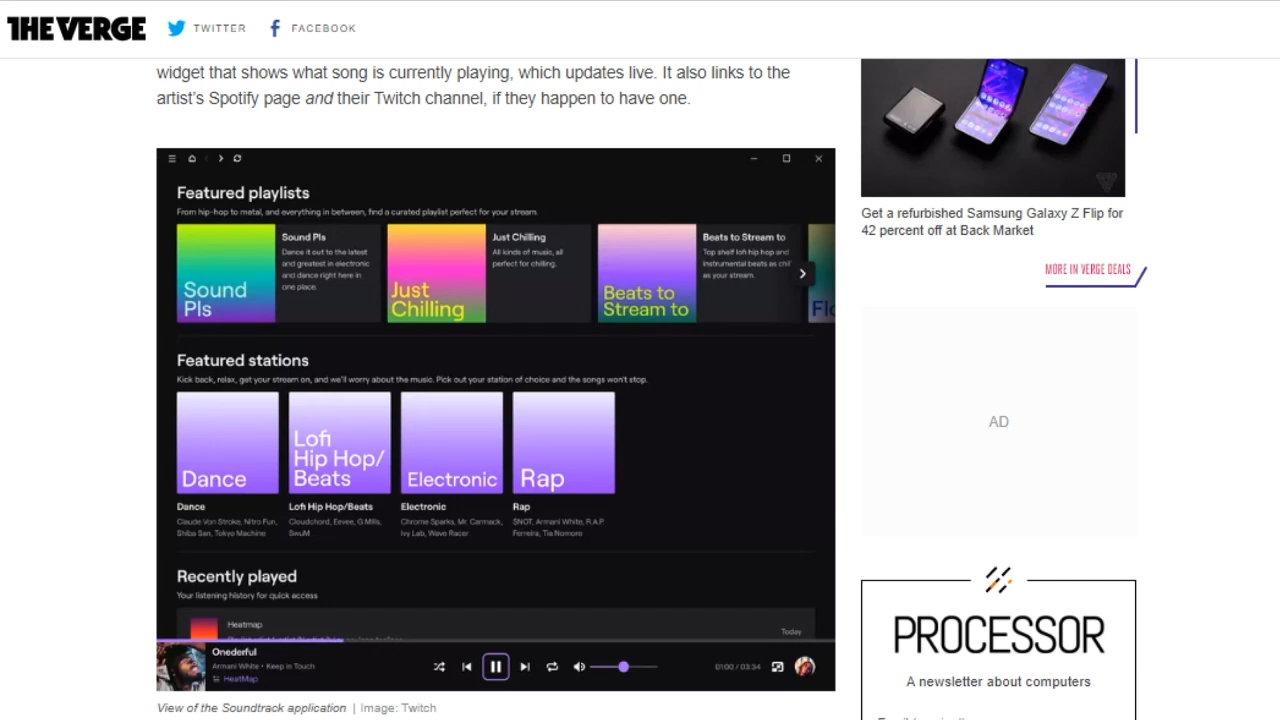 THE VERGE
TWITTER
FACEBOOK
widget that shows what song is currently playing, which updates live. It also links to the
artist's Spotify page and their Twitch channel, if they happen to have one.
Featured playlists
From hip-hop to metal, and everything in between, find a curated playlist perfect for your stream.
Sound
Pls
Sound Pls
Dance it out to the latest
and greatest in electronic
and dance right here in
one place.
Just
Chilling
Just Chilling
All kinds of music, all
perfect for chilling.
Beats to
Stream to
Beats to Stream to
Top shelf lofi hip hop and
instrumental beats as chill
as your stream.
Featured stations
Kick back, relax, get your stream on, and we'll worry about the music. Pick out your station of choice and the songs won't stop.
Dance
Lofi
Hip Hop/
Beats
Electronic
Rap
Dance
Claude Von Stroke, Nitro Fun,
Shiba San, Tokyo Machine
Lofi Hip Hop/Beats
Cloudchord, Eevee, G Mills,
SwuM
Electronic
Chrome Sparks, Mr. Carmack,
Ivy Lab, Wave Racer
Rap
$NOT, Armani White, R.A.P.
Ferreira, Tia Nomore
Recently played
Your listening history for quick access
Heatmap
Today
Onederful
Armani White • Keep in Touch
HeatMap
01:00 / 03:34
View of the Soundtrack application | Image: Twitch
Get a refurbished Samsung Galaxy Z Flip for
42 percent off at Back Market
MORE IN VERGE DEALS
AD
PROCESSOR
A newsletter about computers